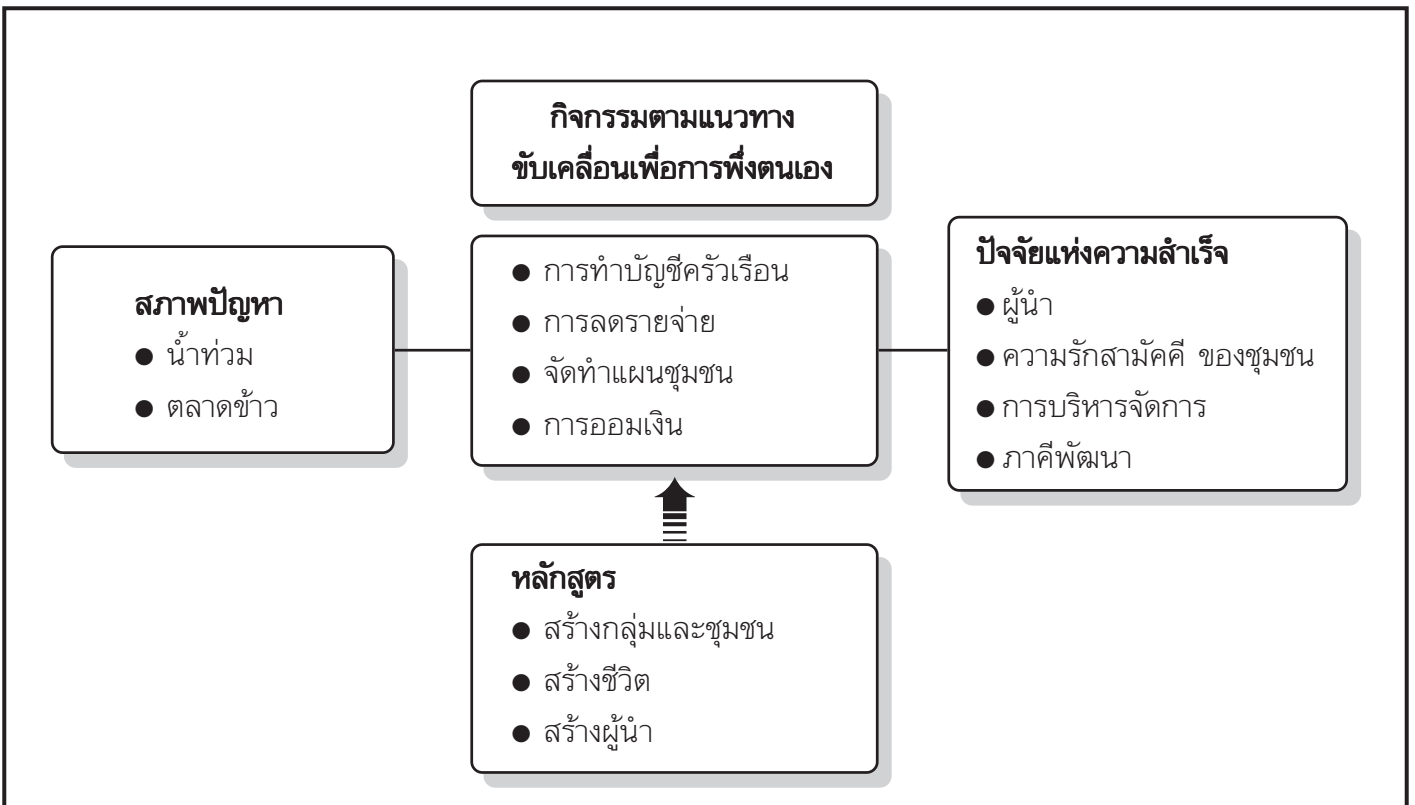 กิจกรรมตามแนวทาง
ขับเคลื่อนเพื่อการพึ่งตนเอง
สภาพปัญหา
● น้ำท่วม
● ตลาดข้าว
● การทำบัญชีครัวเรือน
● การลดรายจ่าย
● จัดทำแผนชุมชน
● การออมเงิน
ปัจจัยแห่งความสำเร็จ
● ผู้นำ
● ความรักสามัคคี ของชุมชน
● การบริหารจัดการ
● ภาคีพัฒนา
หลักสูตร
● สร้างกลุ่มและชุมชน
● สร้างชีวิต
● สร้างผู้นำ